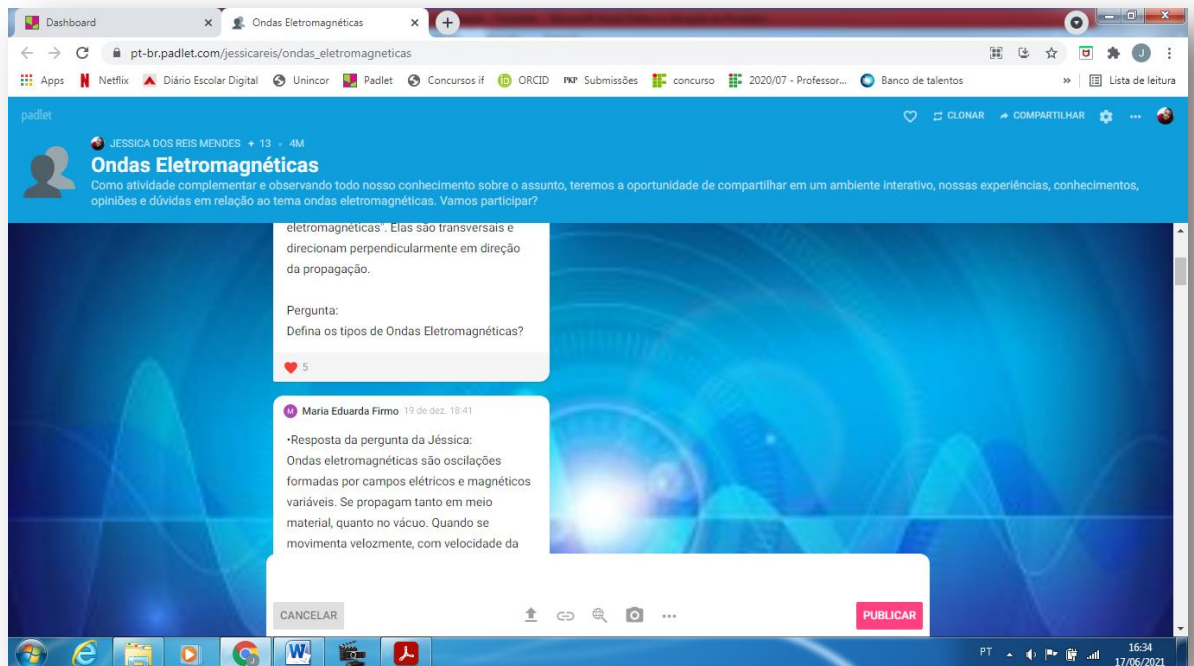 Dashboard
Ondas Eletromagnéticas
pt-br.padlet.com/jessicareis/ondas_eletromagneticas
Apps Netflix Diário Escolar Digital Unincor Padlet Concursos if ORCID PKP Submissões concurso 2020/07 - Professor... Banco de talentos » Lista de leitura
padlet CLONAR COMPARTILHAR
JESSICA DOS REIS MENDES + 13 • 4M
Ondas Eletromagnéticas
Como atividade complementar e observando todo nosso conhecimento sobre o assunto, teremos a oportunidade de compartilhar em um ambiente interativo, nossas experiências, conhecimentos,
opiniões e dúvidas em relação ao tema ondas eletromagnéticas. Vamos participar?
eletromagnéticas". Elas são transversais e
direcionam perpendicularmente em direção
da propagação.
Pergunta:
Defina os tipos de Ondas Eletromagnéticas?
5
M Maria Eduarda Firmo 19 de dez. 18:41
•Resposta da pergunta da Jéssica:
Ondas eletromagnéticas são oscilações
formadas por campos elétricos e magnéticos
variáveis. Se propagam tanto em meio
material, quanto no vácuo. Quando se
movimenta velozmente, com velocidade da
CANCELAR PUBLICAR
PT 16:34
17/06/2021